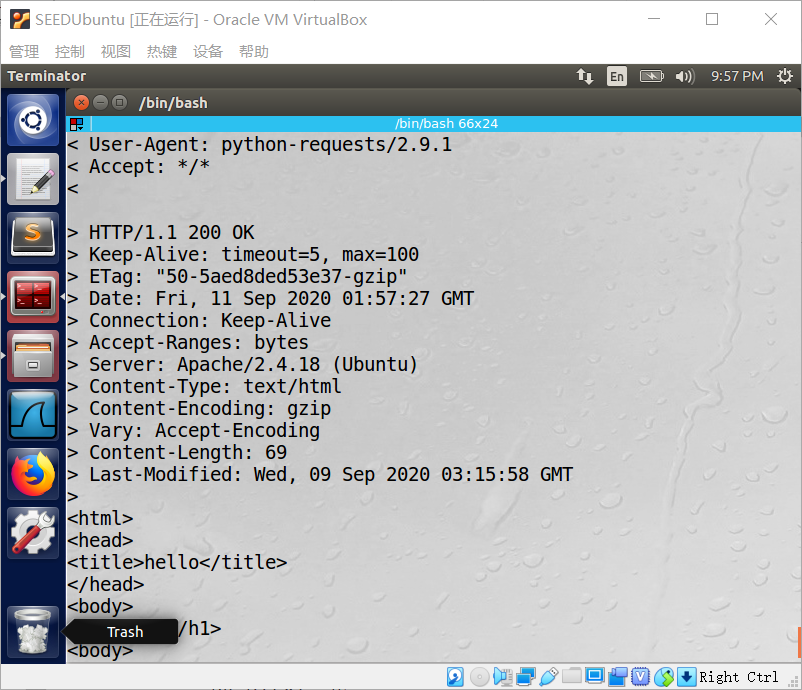 SEEDUbuntu [正在运行] - Oracle VM VirtualBox
管理 控制 视图 热键 设备 帮助
Terminator En 9:57 PM
/bin/bash
/bin/bash 66x24
< User-Agent: python-requests/2.9.1
< Accept: */*
<
> HTTP/1.1 200 OK
> Keep-Alive: timeout=5, max=100
> ETag: "50-5aed8ded53e37-gzip"
> Date: Fri, 11 Sep 2020 01:57:27 GMT
> Connection: Keep-Alive
> Accept-Ranges: bytes
> Server: Apache/2.4.18 (Ubuntu)
> Content-Type: text/html
> Content-Encoding: gzip
> Vary: Accept-Encoding
> Content-Length: 69
> Last-Modified: Wed, 09 Sep 2020 03:15:58 GMT
>
<html>
<head>
<title>hello</title>
</head>
<body>
Trash /h1>
<body>
Right Ctrl